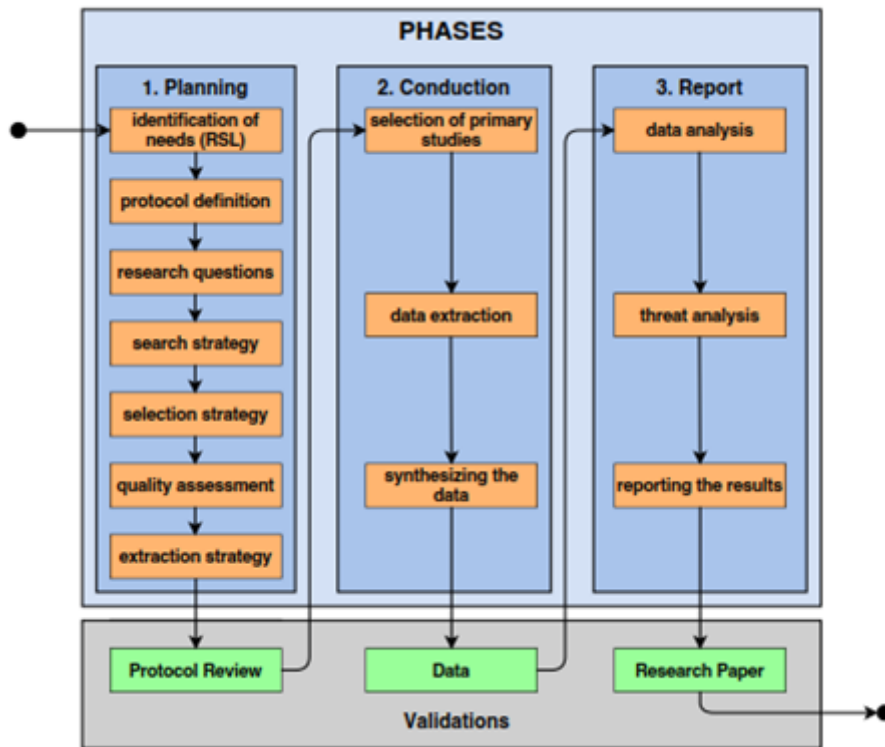 PHASES
1. Planning
identification of
needs (RSL)
protocol definition
research questions
search strategy
selection strategy
quality assessment
extraction strategy
2. Conduction
selection of primary
studies
data extraction
synthesizing the
data
3. Report
data analysis
threat analysis
reporting the results
Protocol Review
Data
Research Paper
Validations